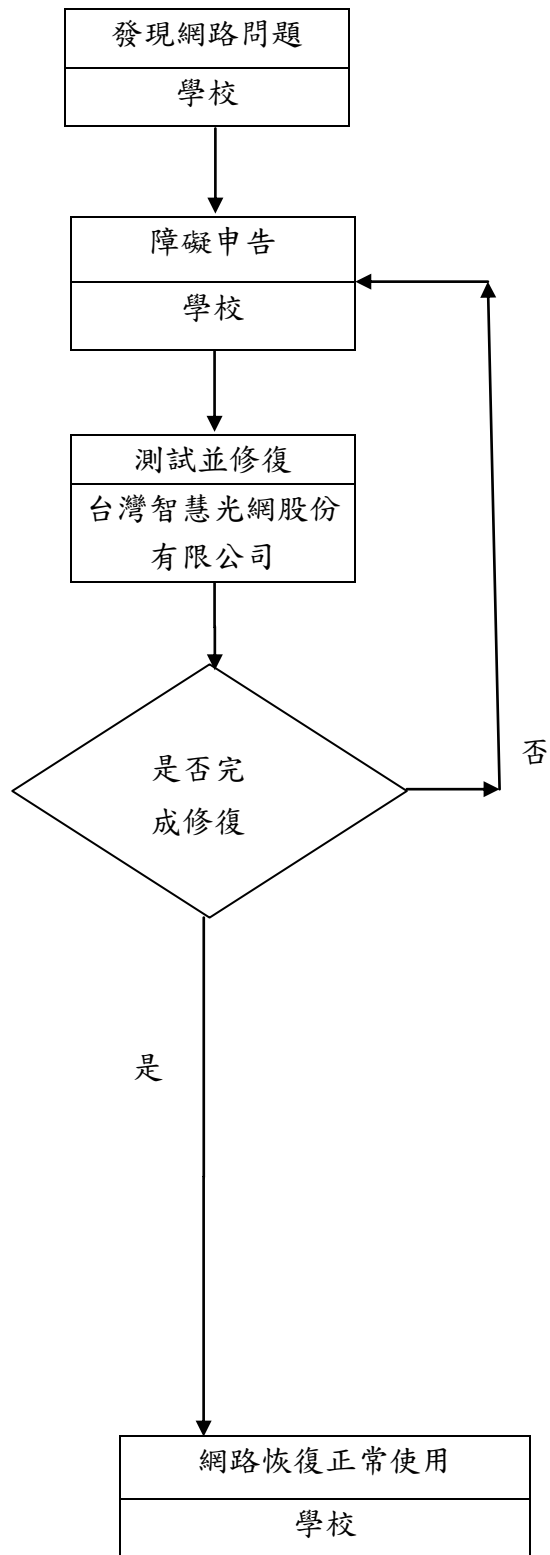 發現網路問題
學校
障礙申告
學校
測試並修復
台灣智慧光網股份
有限公司
是否完
成修復
否
是
網路恢復正常使用
學校